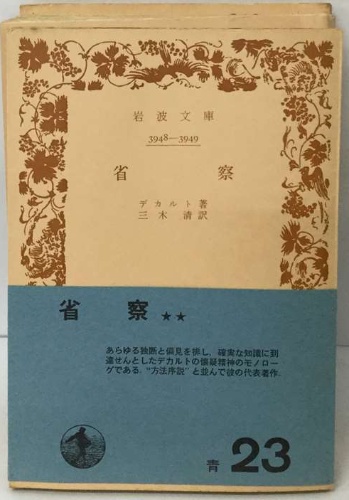 岩波文庫
3948—3949
省察
デカルト著
三木清訳
省察★★
あらゆる独断と偏見を排し，確実な知識に到
達せんとしたデカルトの懐疑精神のモノロー
グである．"方法序説"と並んで彼の代表著作．
青 23